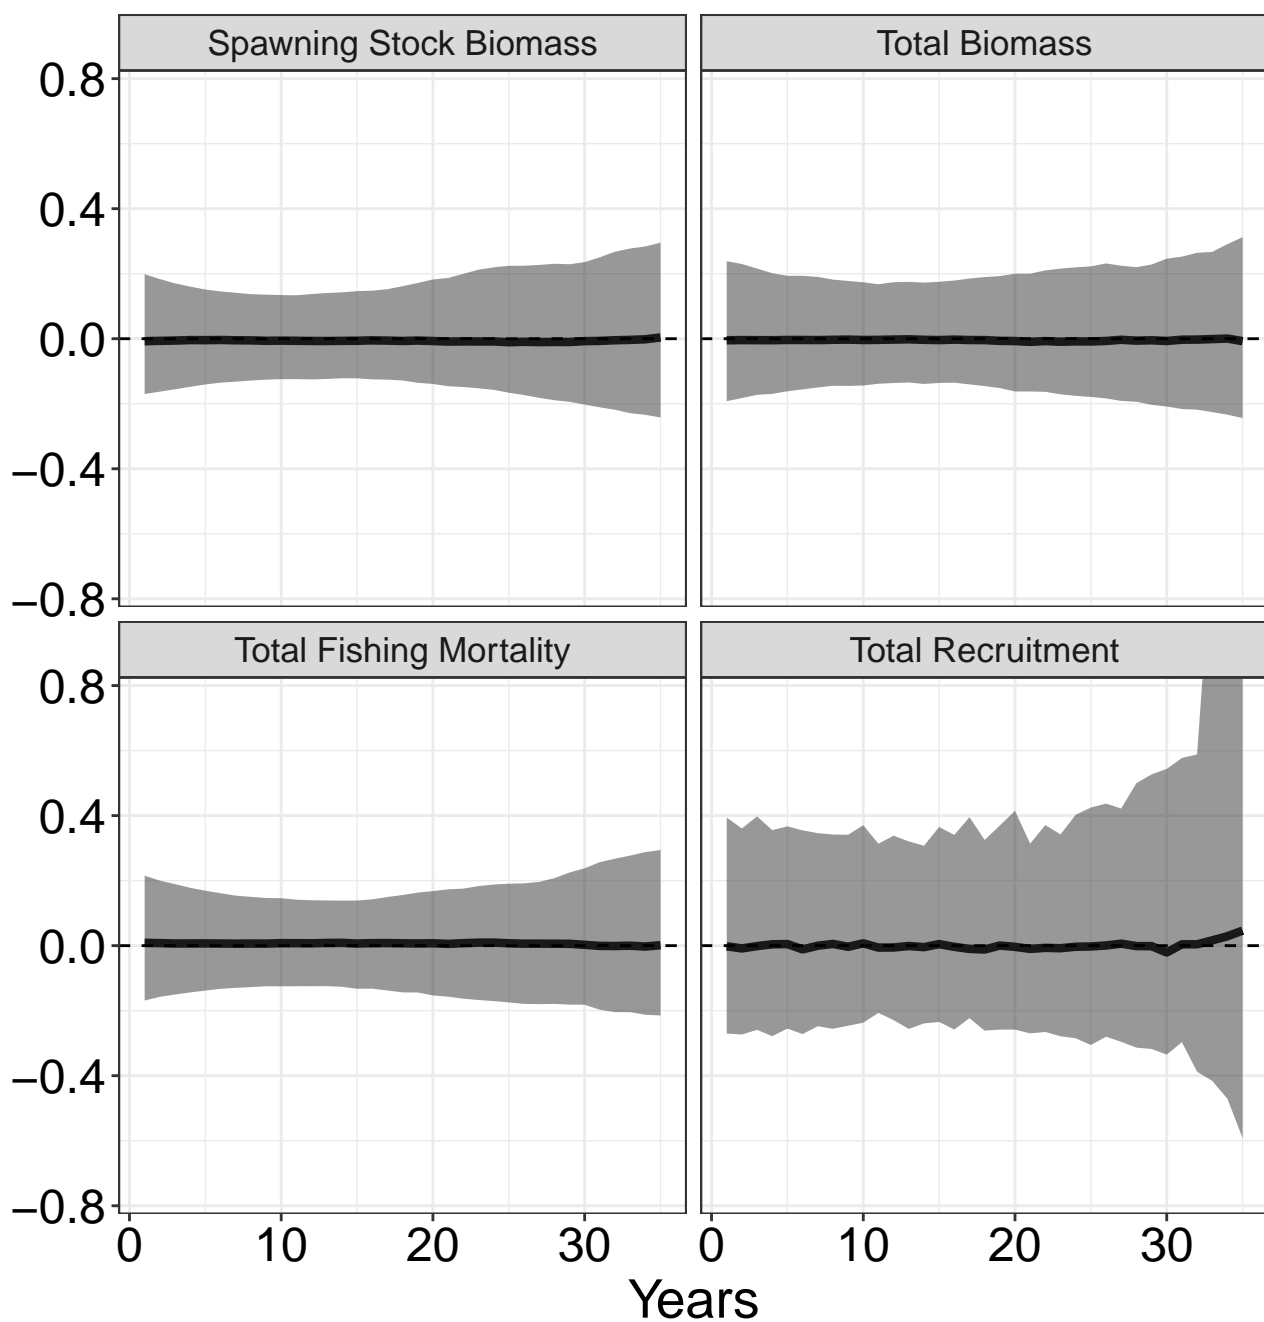 Spawning Stock Biomass
Total Biomass
0.8
0.4
0.0
−0.4
−0.8
Total Fishing Mortality
Total Recruitment
0.8
0.4
0.0
−0.4
−0.8
0 10 20 30
0 10 20 30
Years